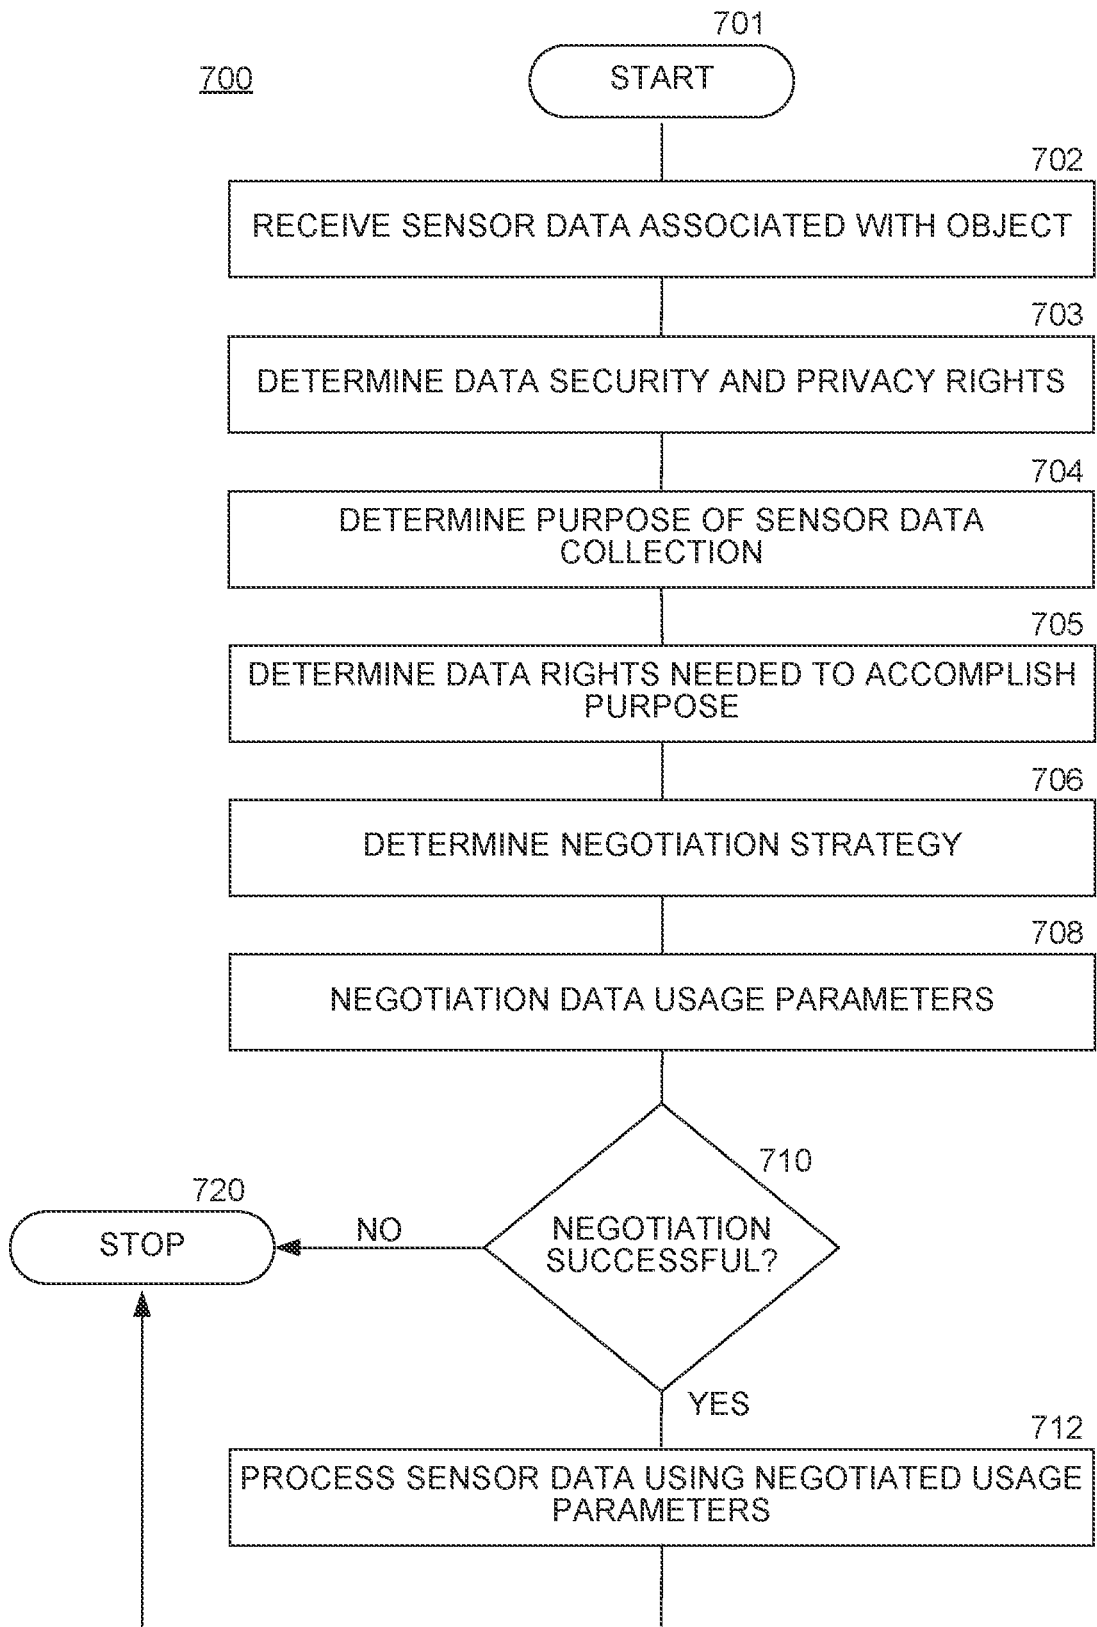 701
700
START
702
RECEIVE SENSOR DATA ASSOCIATED WITH OBJECT
703
DETERMINE DATA SECURITY AND PRIVACY RIGHTS
704
DETERMINE PURPOSE OF SENSOR DATA
COLLECTION
705
DETERMINE DATA RIGHTS NEEDED TO ACCOMPLISH
PURPOSE
706
DETERMINE NEGOTIATION STRATEGY
708
NEGOTIATION DATA USAGE PARAMETERS
710
NEGOTIATION
SUCCESSFUL?
720
STOP
NO
YES
712
PROCESS SENSOR DATA USING NEGOTIATED USAGE
PARAMETERS